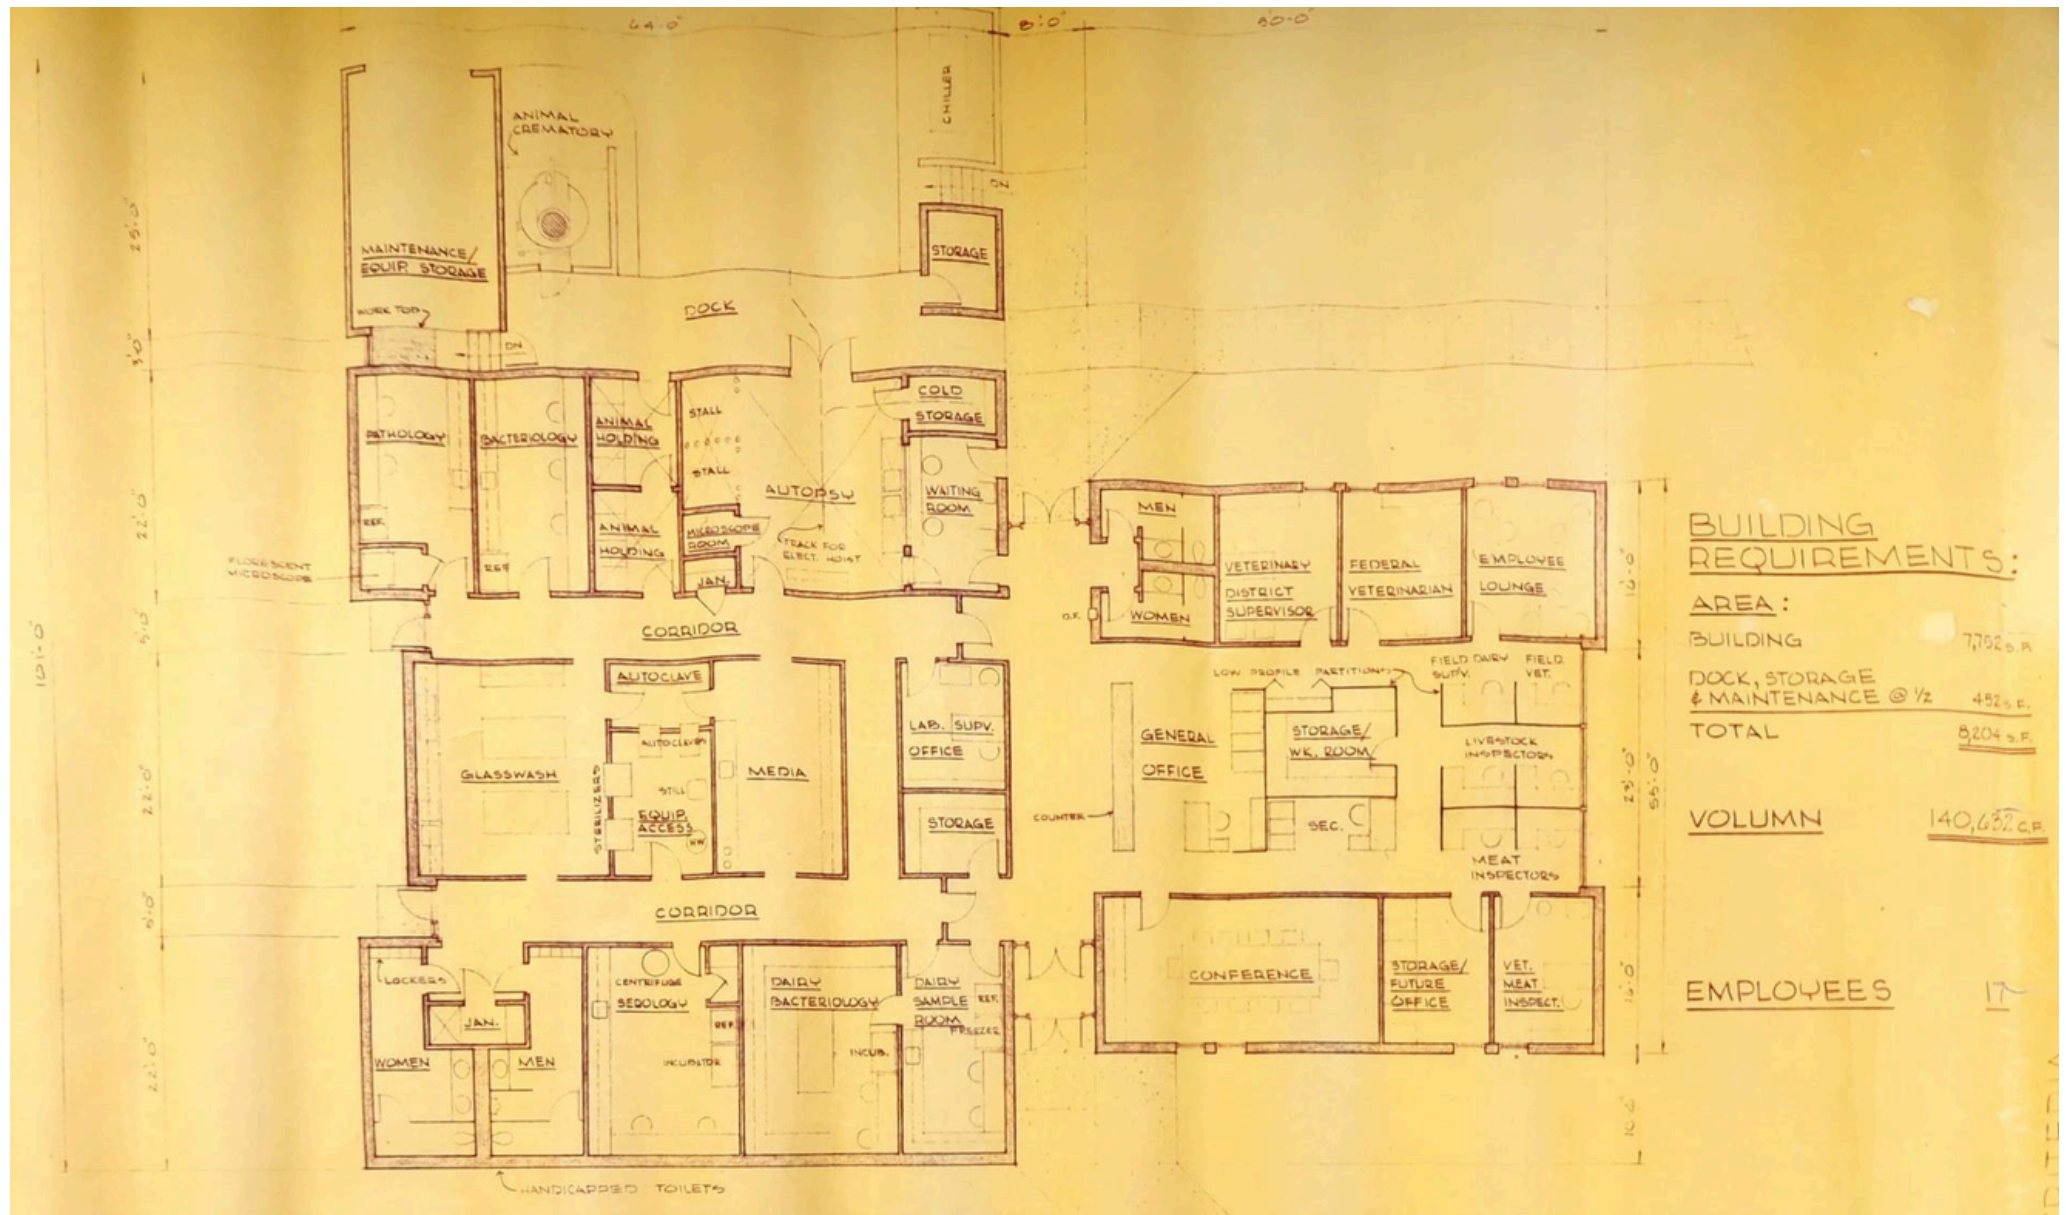 64'-0"
8'-0"
50'-0"
CHILLER
ANIMAL
CREMATORY
DN
MAINTENANCE/
EQUIP. STORAGE
STORAGE
25'-0"
WORK TOP
DOCK
DN
3'-0"
COLD
STORAGE
STALL
PATHOLOGY
BACTERIOLOGY
ANIMAL
HOLDING
STALL
AUTOPSY
WAITING
ROOM
22'-0"
REF.
ANIMAL
HOLDING
MICROSCOPE
ROOM
TRACK FOR
ELECT. HOIST
FLORESCENT
MICROSCOPE
REF
JAN.
MEN
WOMEN
D.F.
VETERINARY
DISTRICT
SUPERVISOR
FEDERAL
VETERINARIAN
EMPLOYEE
LOUNGE
16'-0"
101'-0"
5'-0"
CORRIDOR
AUTOCLAVE
LOW PROFILE PARTITIONS
FIELD DAIRY
SUPV.
FIELD
VET.
LAB. SUPV.
OFFICE
GENERAL
OFFICE
STORAGE/
WK. ROOM
LIVESTOCK
INSPECTORS
AUTOCLAVES
GLASSWASH
STERILIZERS
STILL
MEDIA
EQUIP.
ACCESS
HW
STORAGE
COUNTER
SEC.
MEAT
INSPECTORS
22'-0"
23'-0"
55'-0"
5'-0"
CORRIDOR
LOCKERS
CENTRIFUGE
SEROLOGY
DAIRY
BACTERIOLOGY
DAIRY
SAMPLE
ROOM
REF.
FREEZER
CONFERENCE
STORAGE/
FUTURE
OFFICE
VET.
MEAT
INSPECT.
16'-0"
JAN.
REF.
WOMEN
MEN
INCUBATOR
INCUB.
22'-0"
HANDICAPPED TOILETS
BUILDING
REQUIREMENTS:
AREA:
BUILDING 7,752 S.F.
DOCK, STORAGE
& MAINTENANCE @ 1/2 452 S.F.
TOTAL 8,204 S.F.
VOLUMN 140,632 C.F.
EMPLOYEES 17